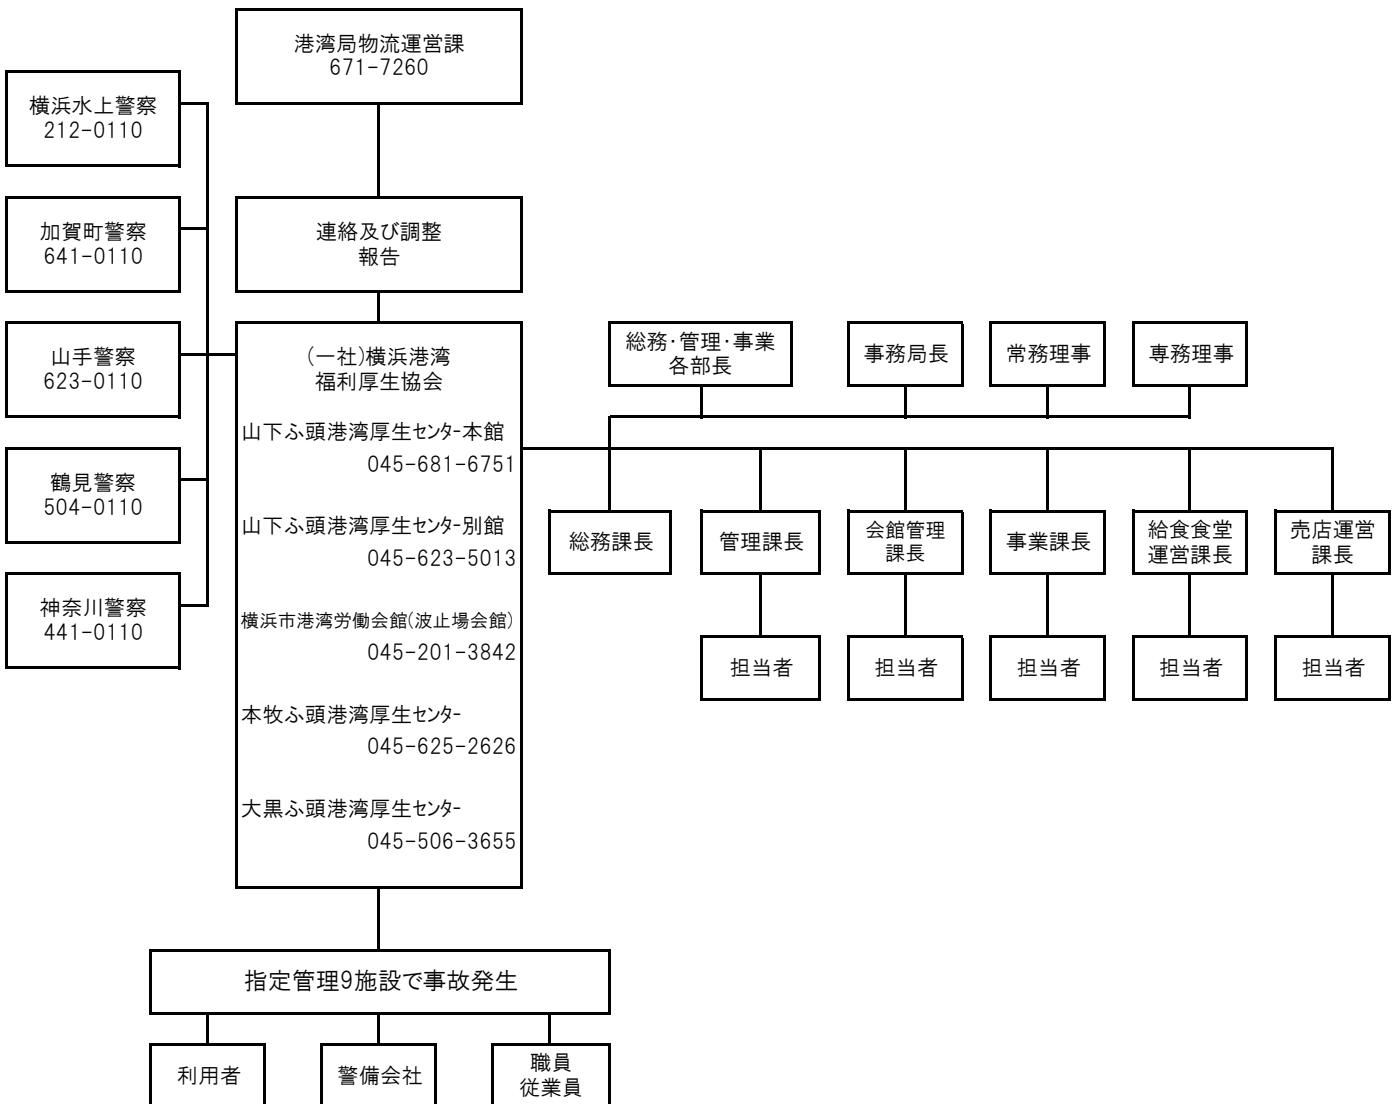 港湾局物流運営課
671-7260
横浜水上警察
212-0110
加賀町警察
641-0110
連絡及び調整
報告
山手警察
623-0110
(一社)横浜港湾
福利厚生協会
総務・管理・事業
各部長
事務局長
常務理事
専務理事
山下ふ頭港湾厚生センター本館
045-681-6751
鶴見警察
504-0110
山下ふ頭港湾厚生センター別館
045-623-5013
総務課長
管理課長
会館管理
課長
事業課長
給食食堂
運営課長
売店運営
課長
神奈川警察
441-0110
横浜市港湾労働会館(波止場会館)
045-201-3842
担当者
担当者
担当者
担当者
担当者
本牧ふ頭港湾厚生センター
045-625-2626
大黒ふ頭港湾厚生センター
045-506-3655
指定管理9施設で事故発生
利用者
警備会社
職員
従業員